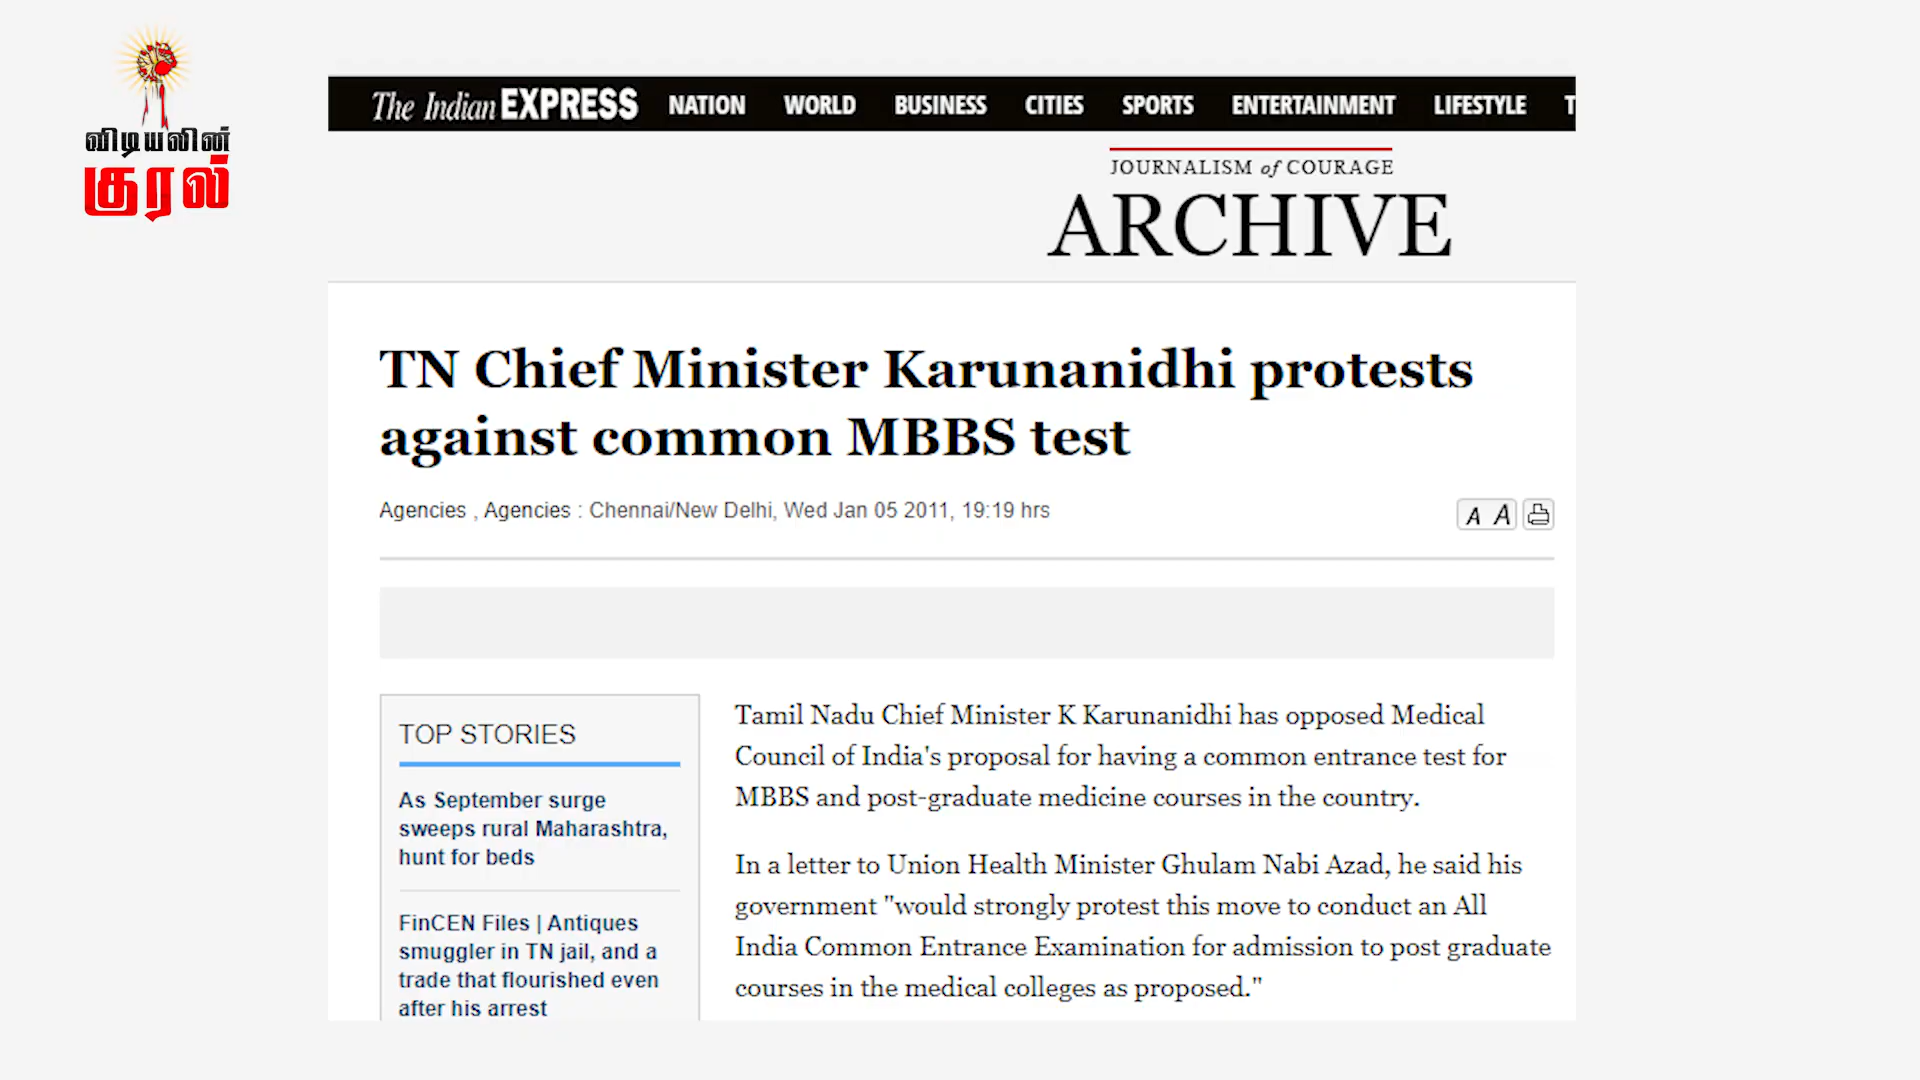 விடியலின்
குரல்
The Indian EXPRESS NATION WORLD BUSINESS CITIES SPORTS ENTERTAINMENT LIFESTYLE T
JOURNALISM of COURAGE
ARCHIVE
TN Chief Minister Karunanidhi protests
against common MBBS test
Agencies , Agencies : Chennai/New Delhi, Wed Jan 05 2011, 19:19 hrs
A A
TOP STORIES
As September surge
sweeps rural Maharashtra,
hunt for beds
FinCEN Files | Antiques
smuggler in TN jail, and a
trade that flourished even
after his arrest
Tamil Nadu Chief Minister K Karunanidhi has opposed Medical
Council of India's proposal for having a common entrance test for
MBBS and post-graduate medicine courses in the country.
In a letter to Union Health Minister Ghulam Nabi Azad, he said his
government "would strongly protest this move to conduct an All
India Common Entrance Examination for admission to post graduate
courses in the medical colleges as proposed."